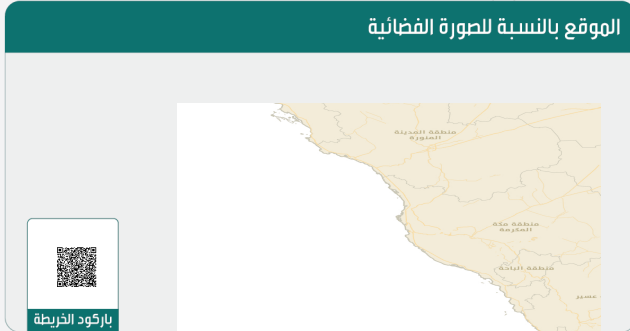 الموقع بالنسبة للصورة الفضائية
منطقة المدينة
المنورة
منطقة مكة
المكرمة
منطقة الباحة
عسير
باركود الخريطة